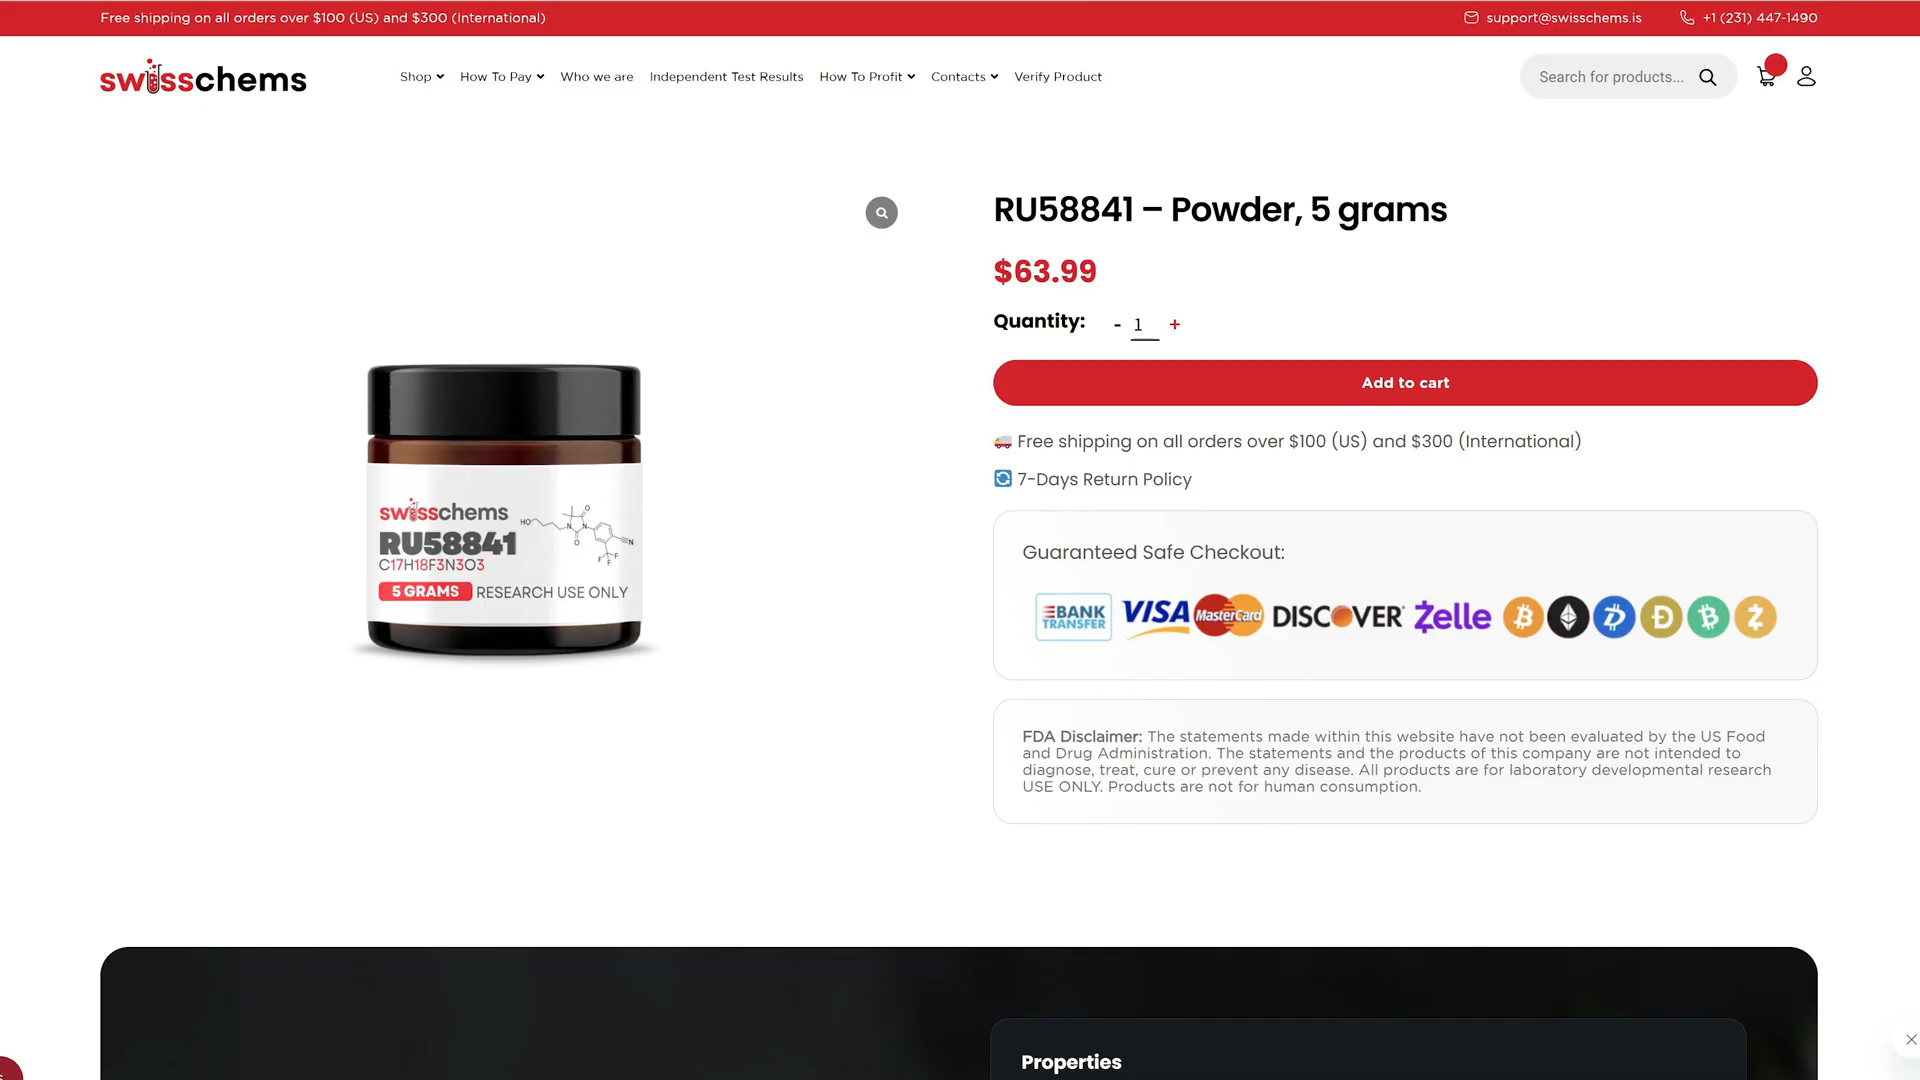 Free shipping on all orders over $100 (US) and $300 (International)
support@swisschems.is
+1 (231) 447-1490
swisschems
Shop
How To Pay
Who we are
Independent Test Results
How To Profit
Contacts
Verify Product
Search for products...
RU58841 – Powder, 5 grams
$63.99
Quantity:
- 1 +
Add to cart
Free shipping on all orders over $100 (US) and $300 (International)
7-Days Return Policy
swisschems
RU58841
C17H18F3N3O3
5 GRAMS RESEARCH USE ONLY
HO
N
O
O
N
N
F
F
F
Guaranteed Safe Checkout:
BANK
TRANSFER
VISA
MasterCard
DISCOVER
Zelle
FDA Disclaimer: The statements made within this website have not been evaluated by the US Food
and Drug Administration. The statements and the products of this company are not intended to
diagnose, treat, cure or prevent any disease. All products are for laboratory developmental research
USE ONLY. Products are not for human consumption.
Properties